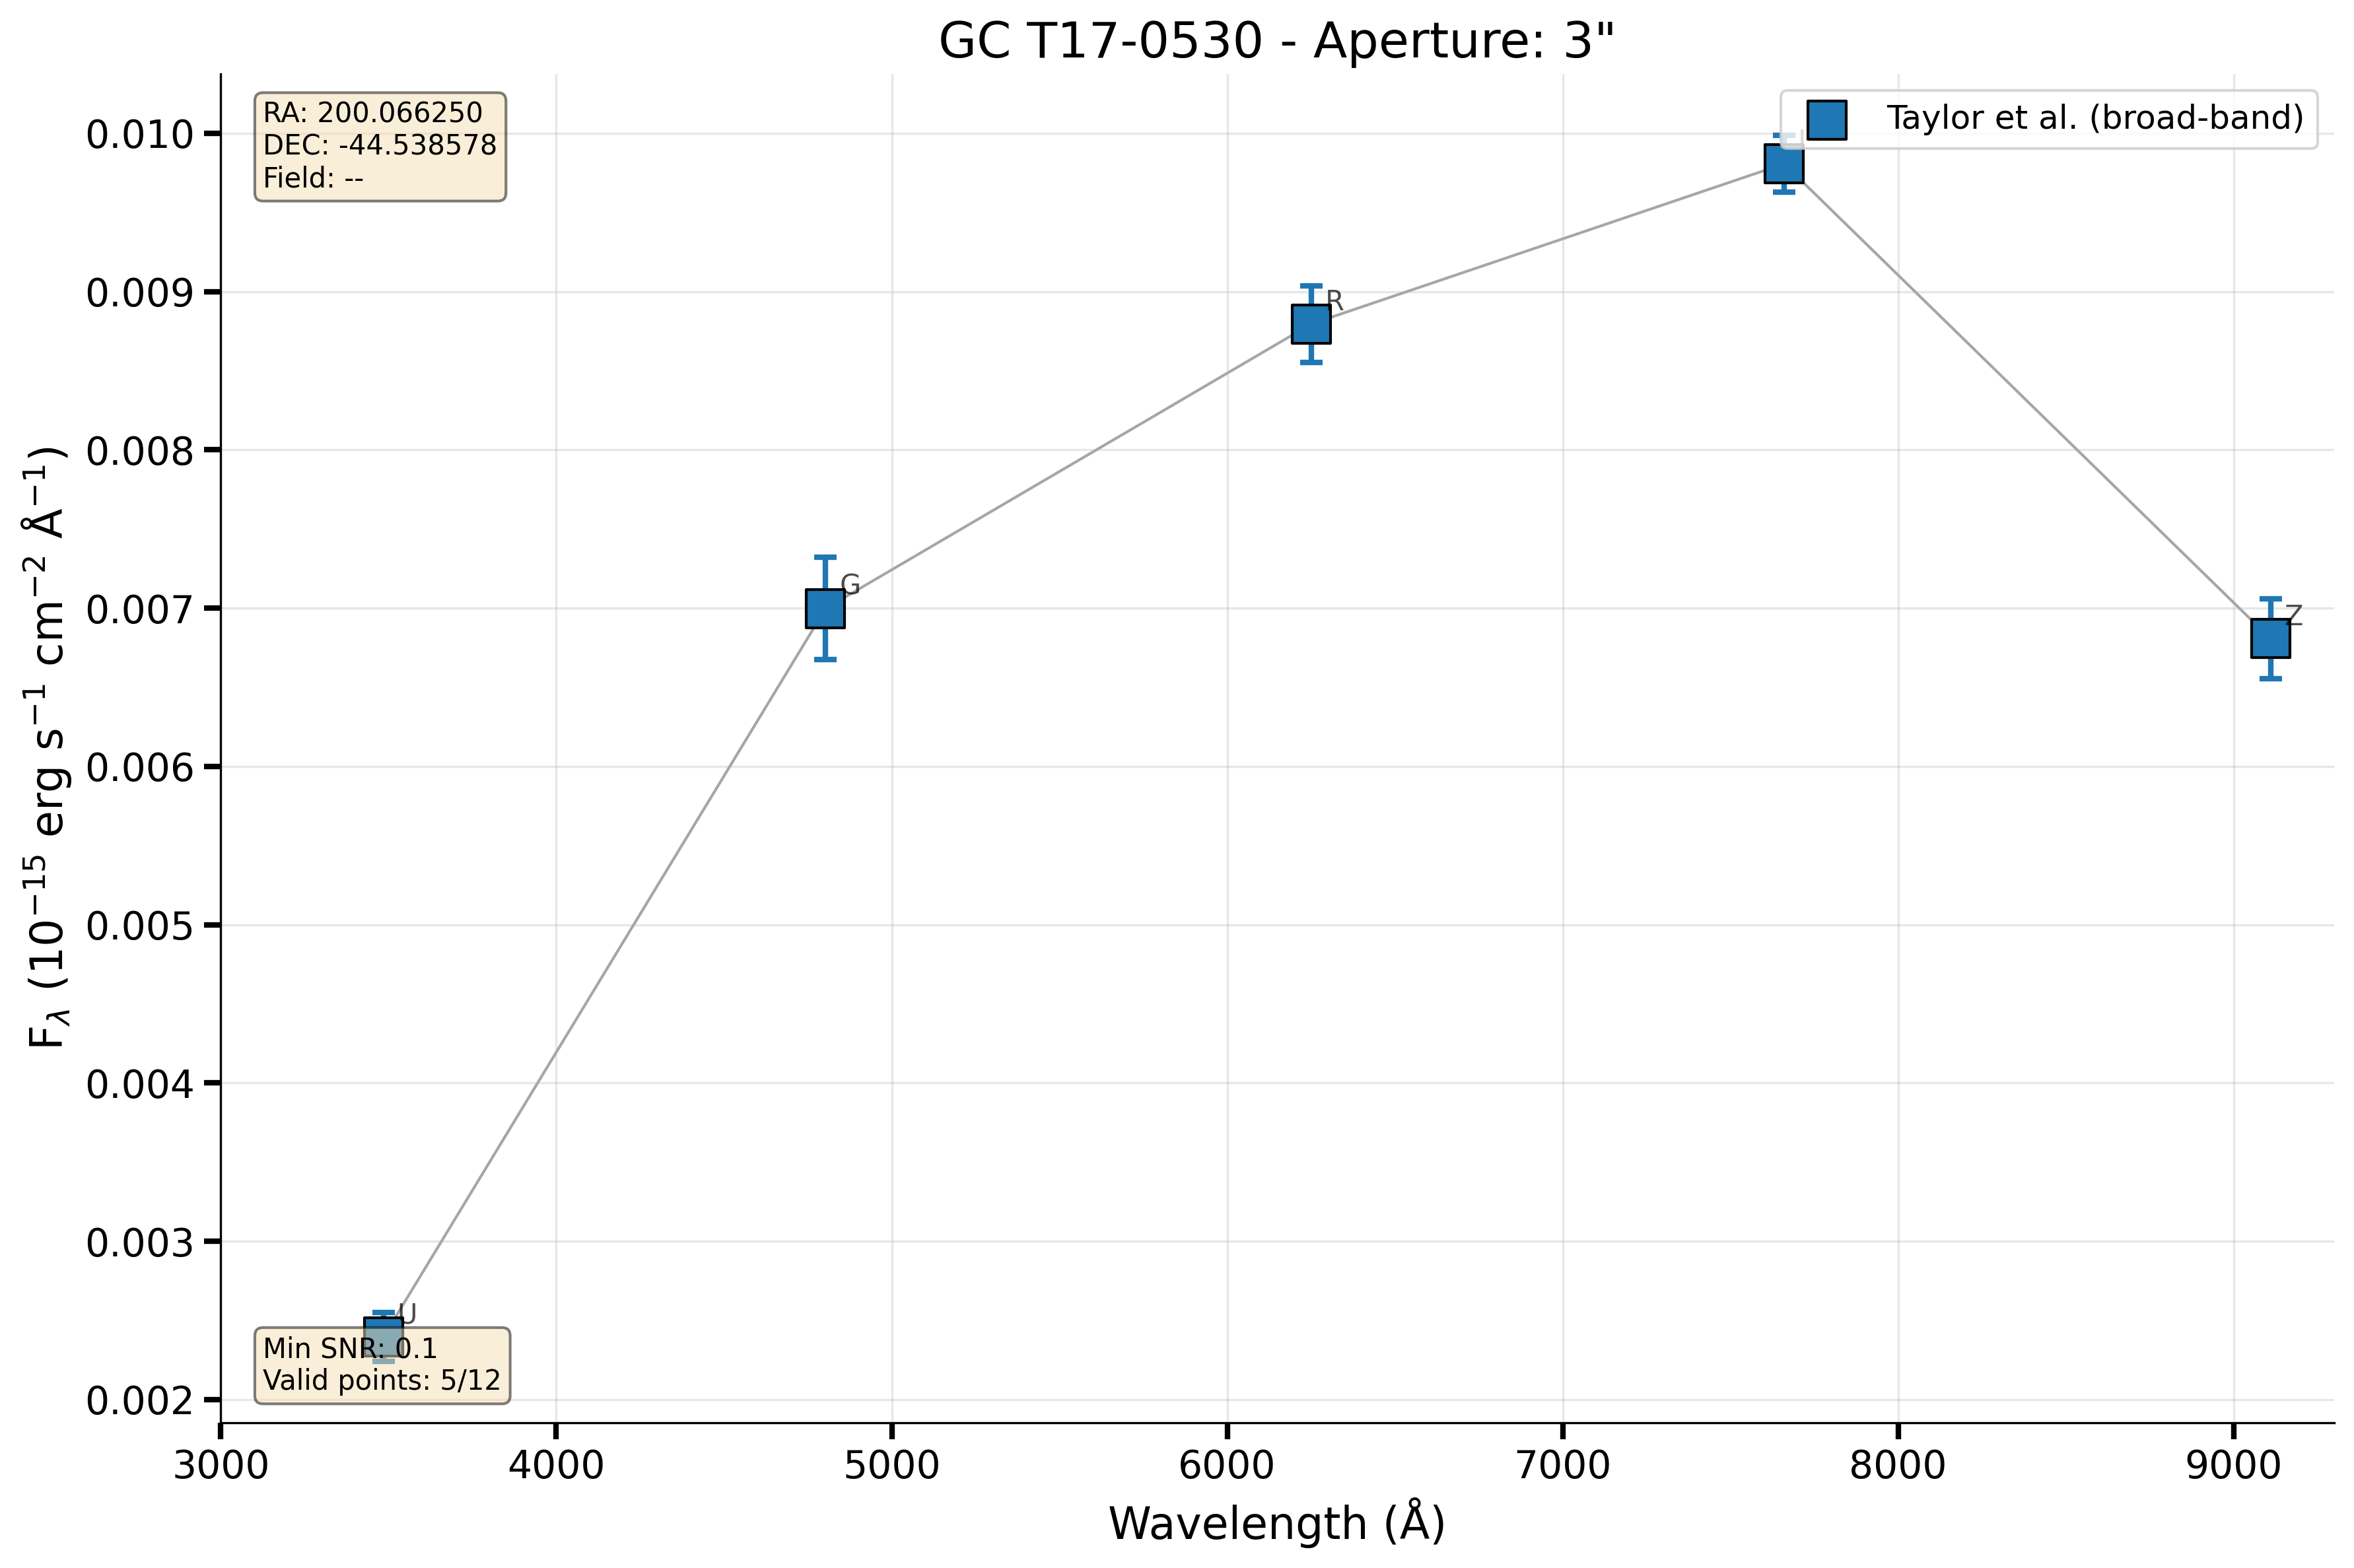 GC T17-0530 - Aperture: 3"
RA: 200.066250
DEC: -44.538578
Field: --
Taylor et al. (broad-band)
I
R
G
Z
U
Min SNR: 0.1
Valid points: 5/12
0.010
0.009
0.008
0.007
0.006
0.005
0.004
0.003
0.002
F_λ (10⁻¹⁵ erg s⁻¹ cm⁻² Å⁻¹)
3000 4000 5000 6000 7000 8000 9000
Wavelength (Å)